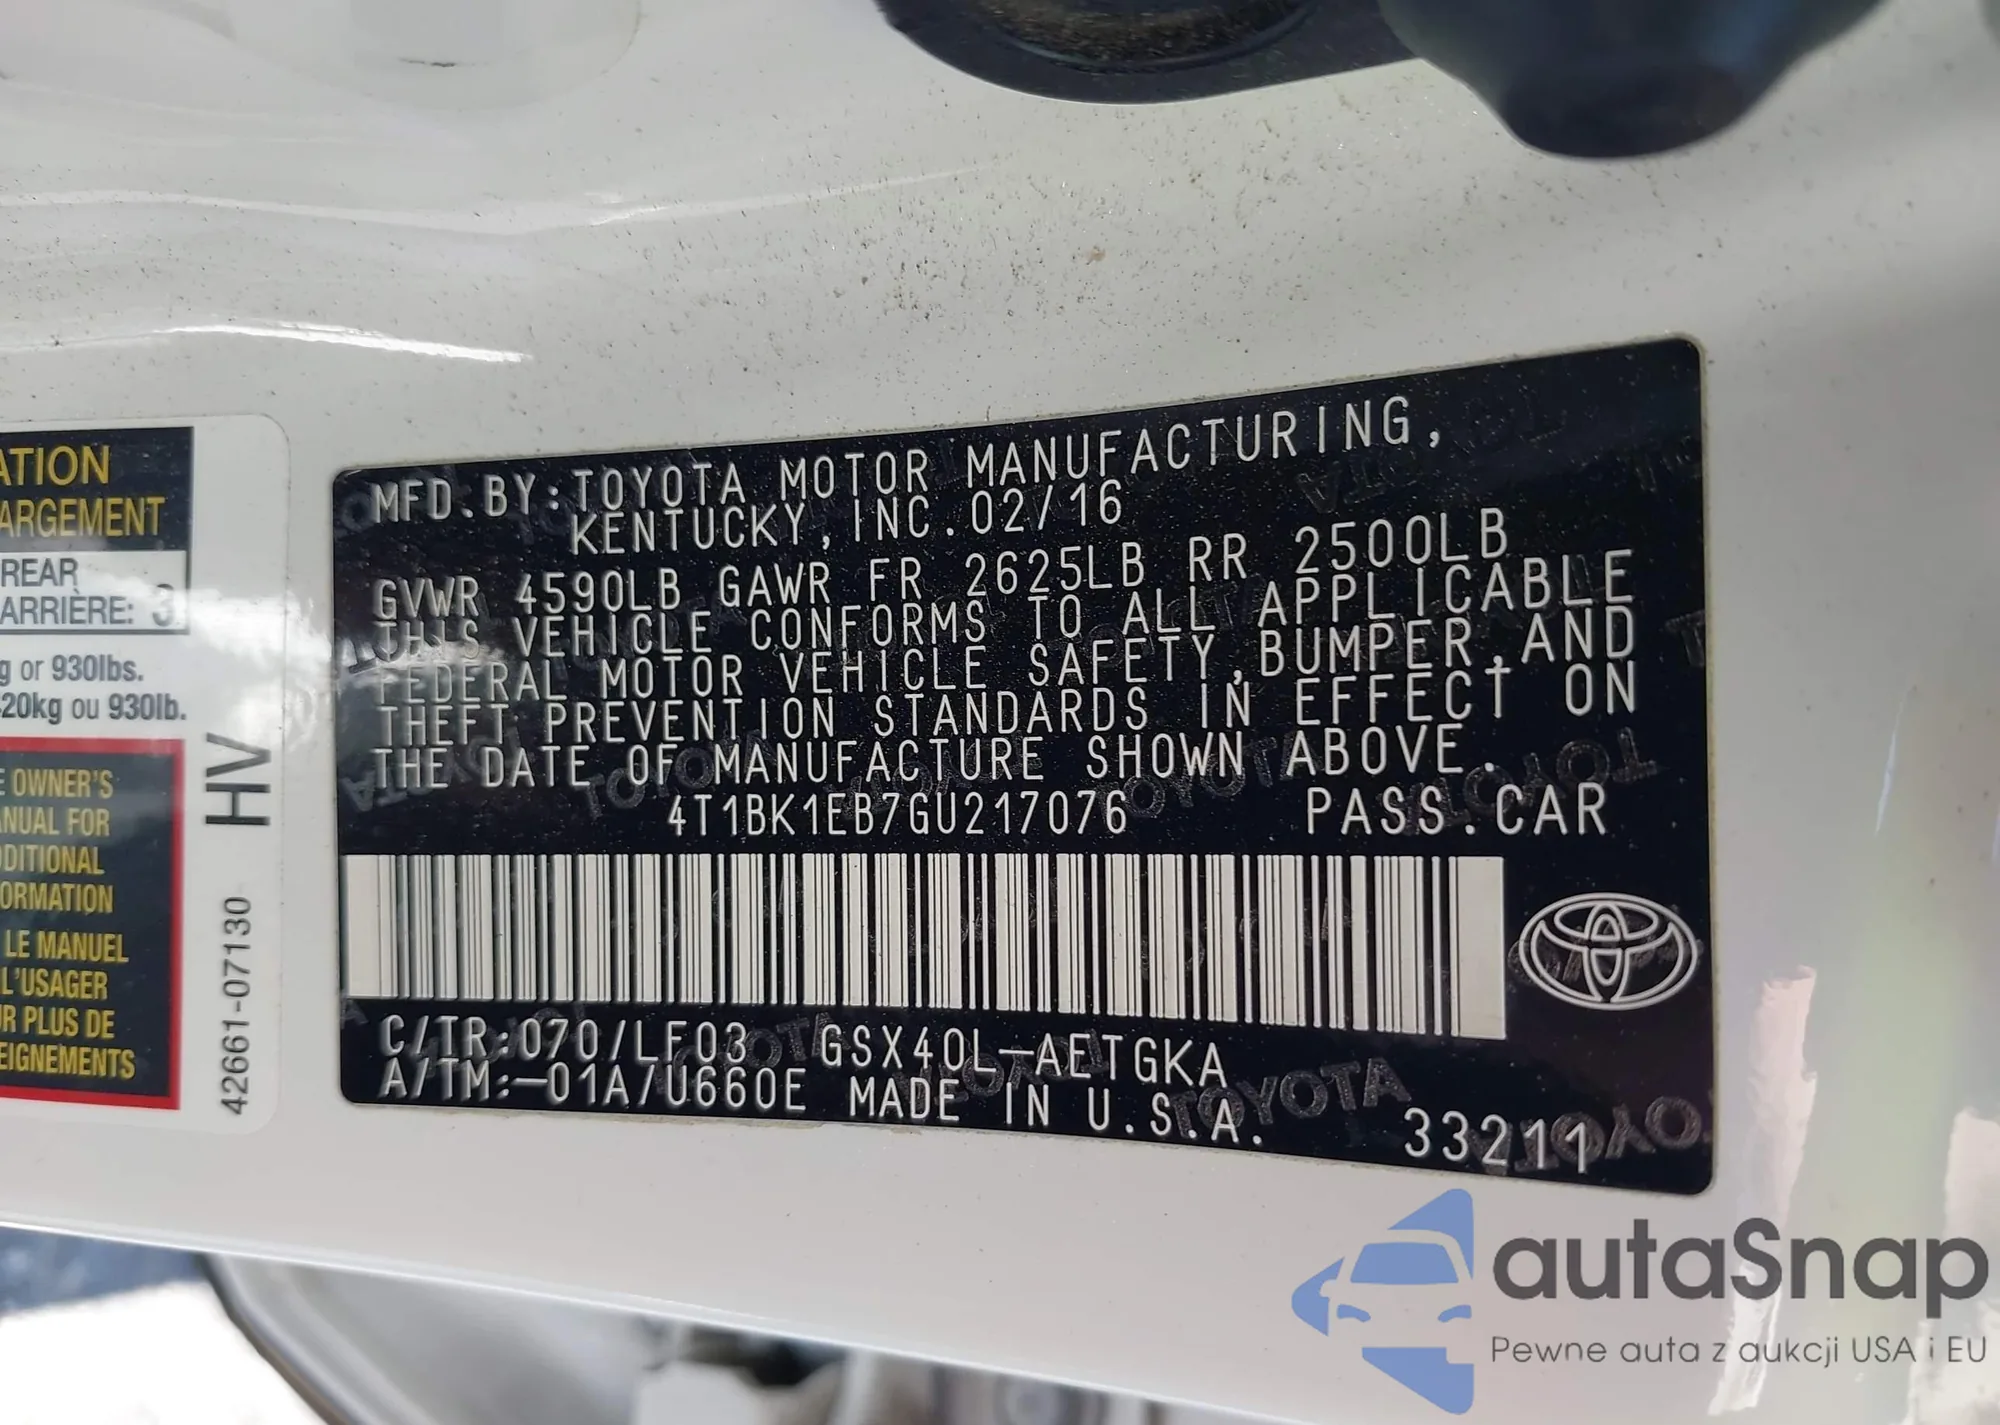 ATION
ARGEMENT
REAR
ARRIÈRE: 3
g or 930lbs.
420kg ou 930lb.
E OWNER'S
ANUAL FOR
DDITIONAL
FORMATION
LE MANUEL
L'USAGER
UR PLUS DE
EIGNEMENTS
HV
42661-07130
MFD.BY:TOYOTA MOTOR MANUFACTURING,
KENTUCKY, INC.02/16
GVWR 4590LB GAWR FR 2625LB RR 2500LB
THIS VEHICLE CONFORMS TO ALL APPLICABLE
FEDERAL MOTOR VEHICLE SAFETY,BUMPER,AND
THEFT PREVENTION STANDARDS IN EFFECT ON
THE DATE OF MANUFACTURE SHOWN ABOVE.
4T1BK1EB7GU217076 PASS.CAR
C/TR:070/LF03 GSX40L-AETGKA
A/TM:-01A/U660E MADE IN U.S.A.
33211
autaSnap
Pewne auta z aukcji USA i EU